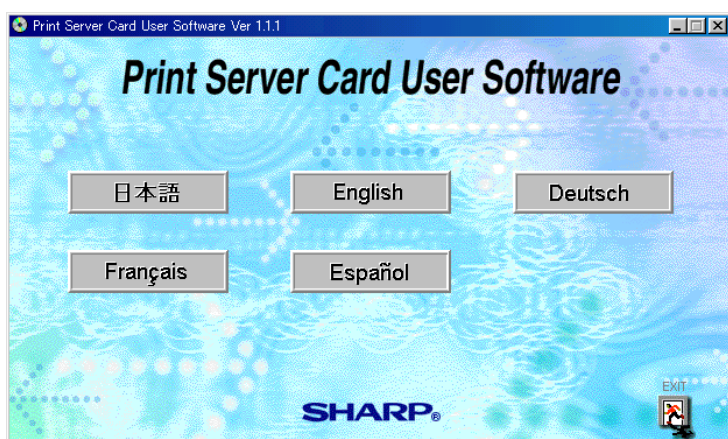 Print Server Card User Software Ver 1.1.1
Print Server Card User Software
日本語 English Deutsch
Français Español
EXIT
SHARP®